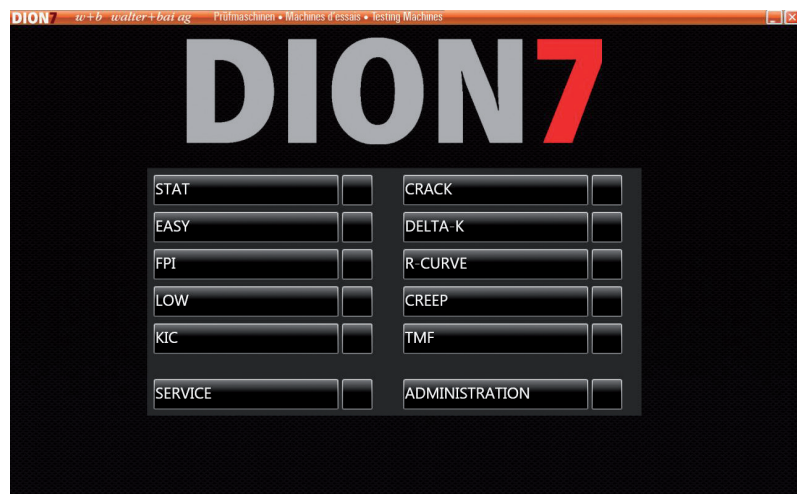 DION7 w+b walter+bai ag Prüfmaschinen • Machines d'essais • Testing Machines
DION7
STAT
CRACK
EASY
DELTA-K
FPI
R-CURVE
LOW
CREEP
KIC
TMF
SERVICE
ADMINISTRATION